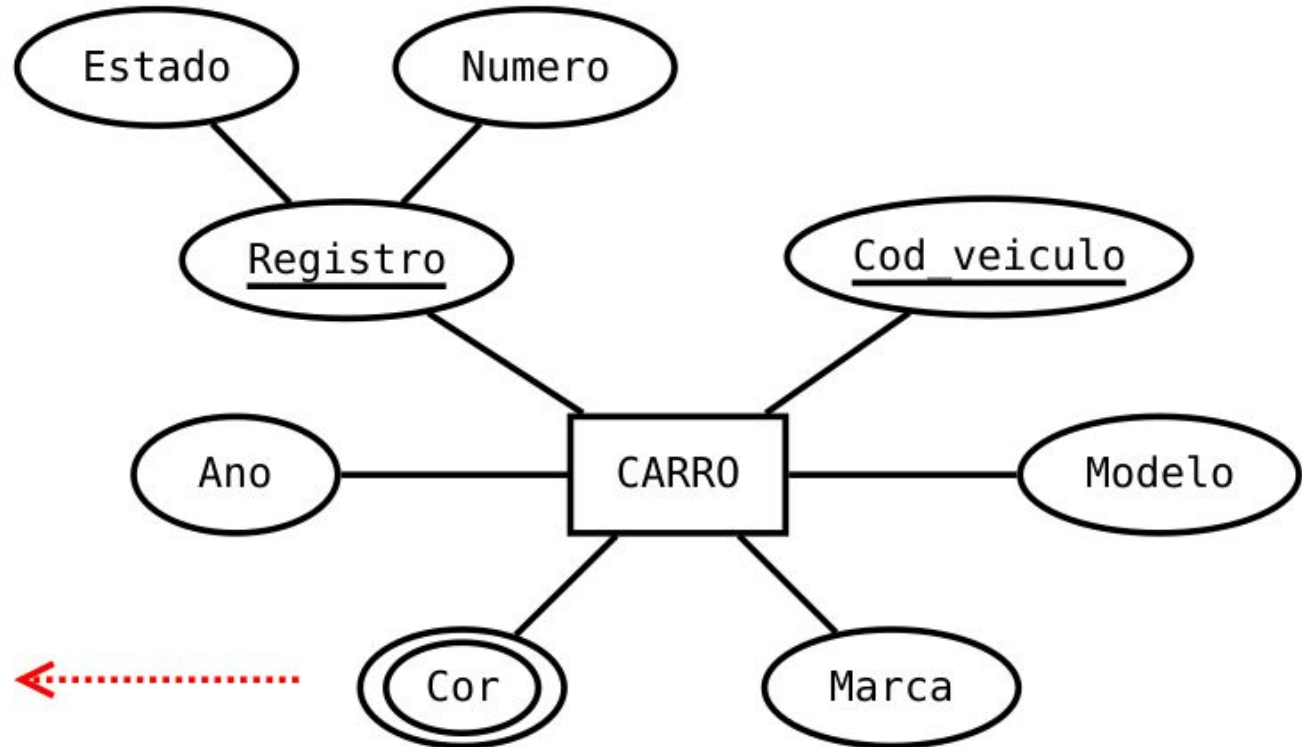 Estado
Numero
Registro
Cod_veiculo
Ano
CARRO
Modelo
Cor
Marca